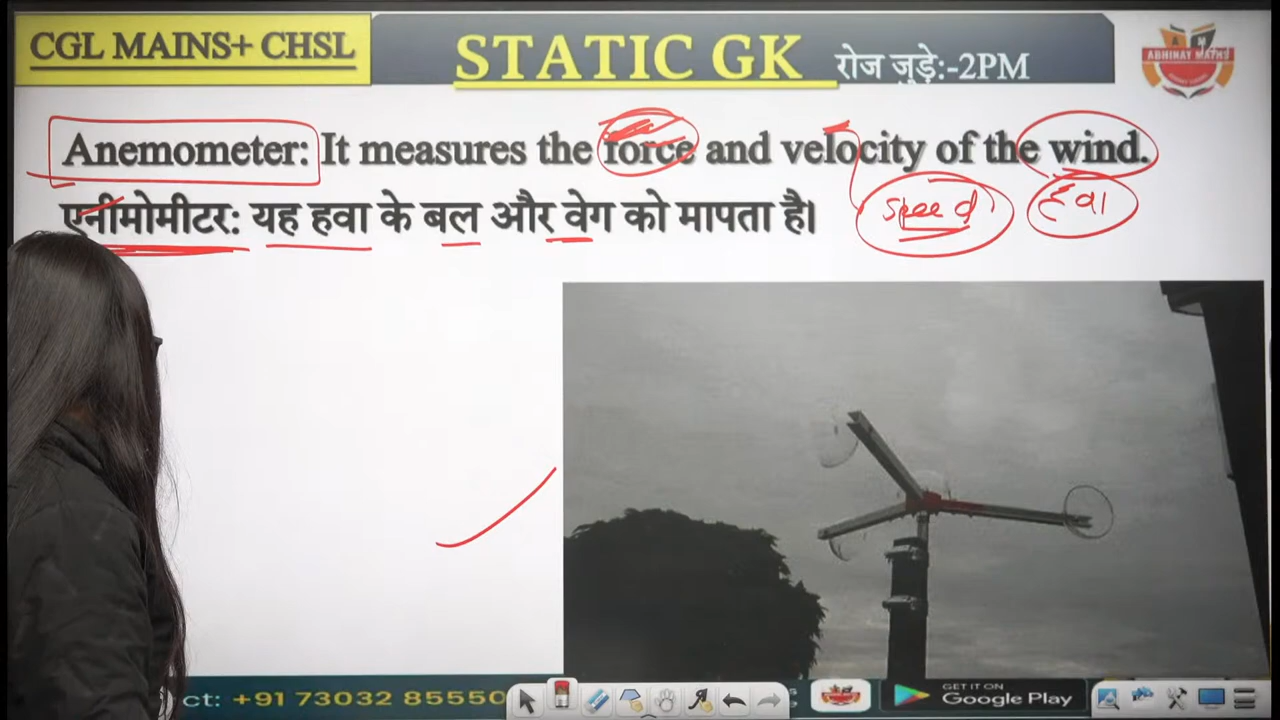 CGL MAINS+ CHSL
STATIC GK रोज जुड़े:-2PM
ABHINAY MATHS
Anemometer: It measures the force and velocity of the wind.
एनीमोमीटर: यह हवा के बल और वेग को मापता है।
speed हवा
ct: +91 73032 85550
GET IT ON
Google Play